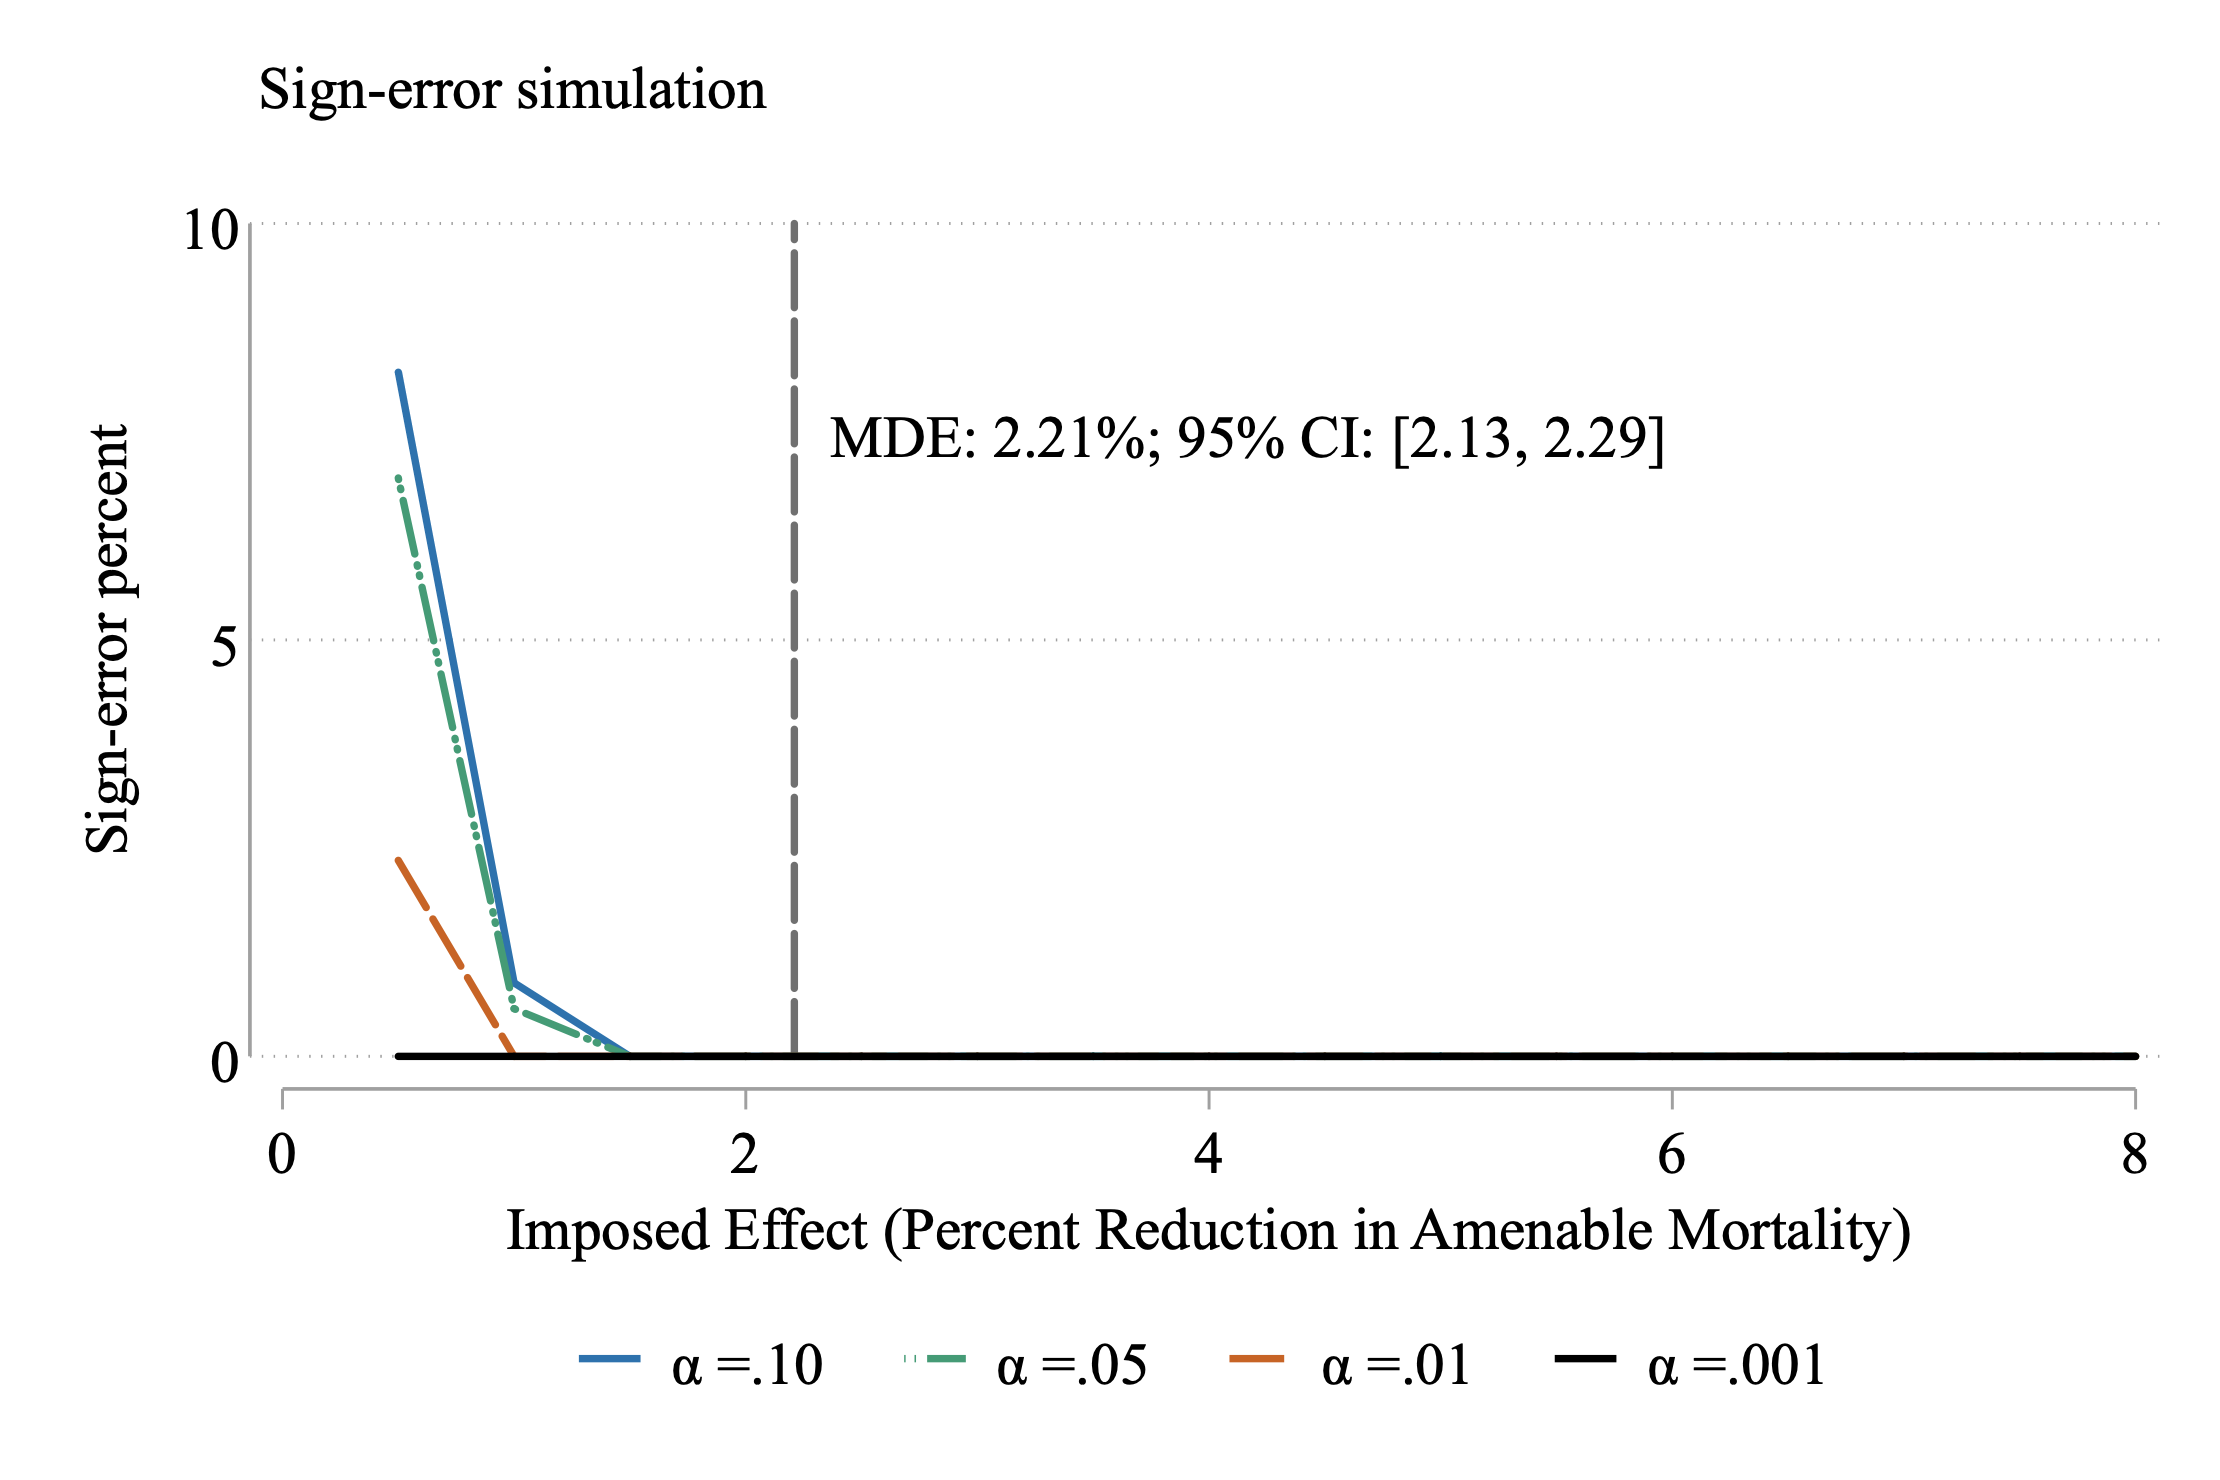 Sign-error simulation
10
5
0
Sign-error percent
MDE: 2.21%; 95% CI: [2.13, 2.29]
0 2 4 6 8
Imposed Effect (Percent Reduction in Amenable Mortality)
α =.10 α =.05 α =.01 α =.001